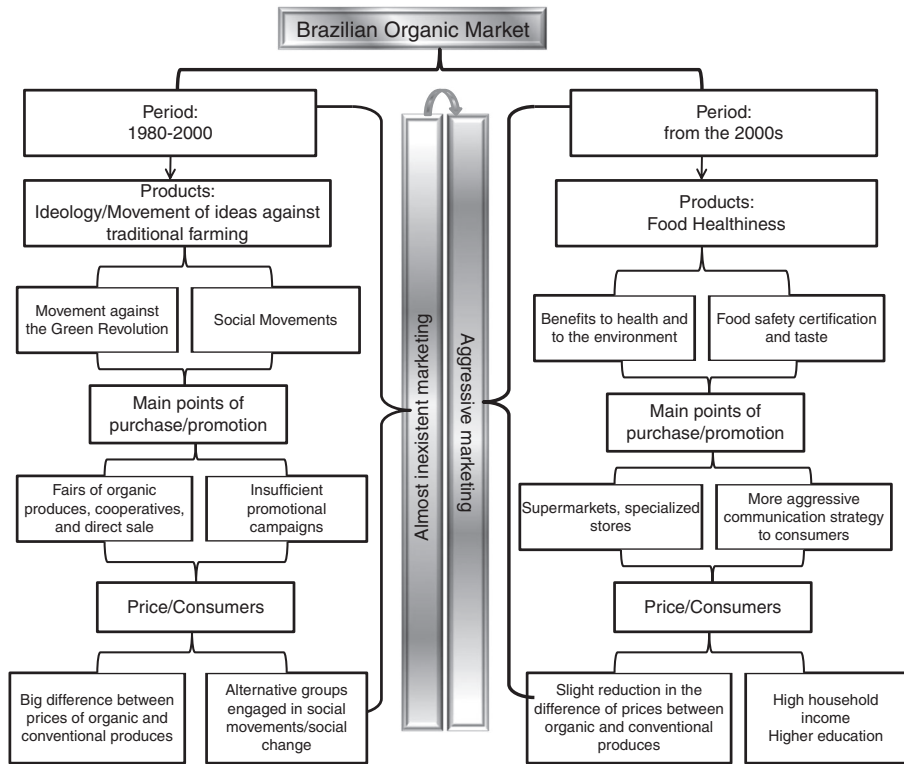 Brazilian Organic Market
Period:
1980-2000
Products:
Ideology/Movement of ideas against
traditional farming
Movement against
the Green Revolution
Social Movements
Main points of
purchase/promotion
Fairs of organic
produces, cooperatives,
and direct sale
Insufficient
promotional
campaigns
Price/Consumers
Big difference between
prices of organic and
conventional produces
Alternative groups
engaged in social
movements/social
change
Almost inexistent marketing
Aggressive marketing
Period:
from the 2000s
Products:
Food Healthiness
Benefits to health and
to the environment
Food safety certification
and taste
Main points of
purchase/promotion
Supermarkets, specialized
stores
More aggressive
communication strategy
to consumers
Price/Consumers
Slight reduction in the
difference of prices between
organic and conventional
produces
High household
income
Higher education